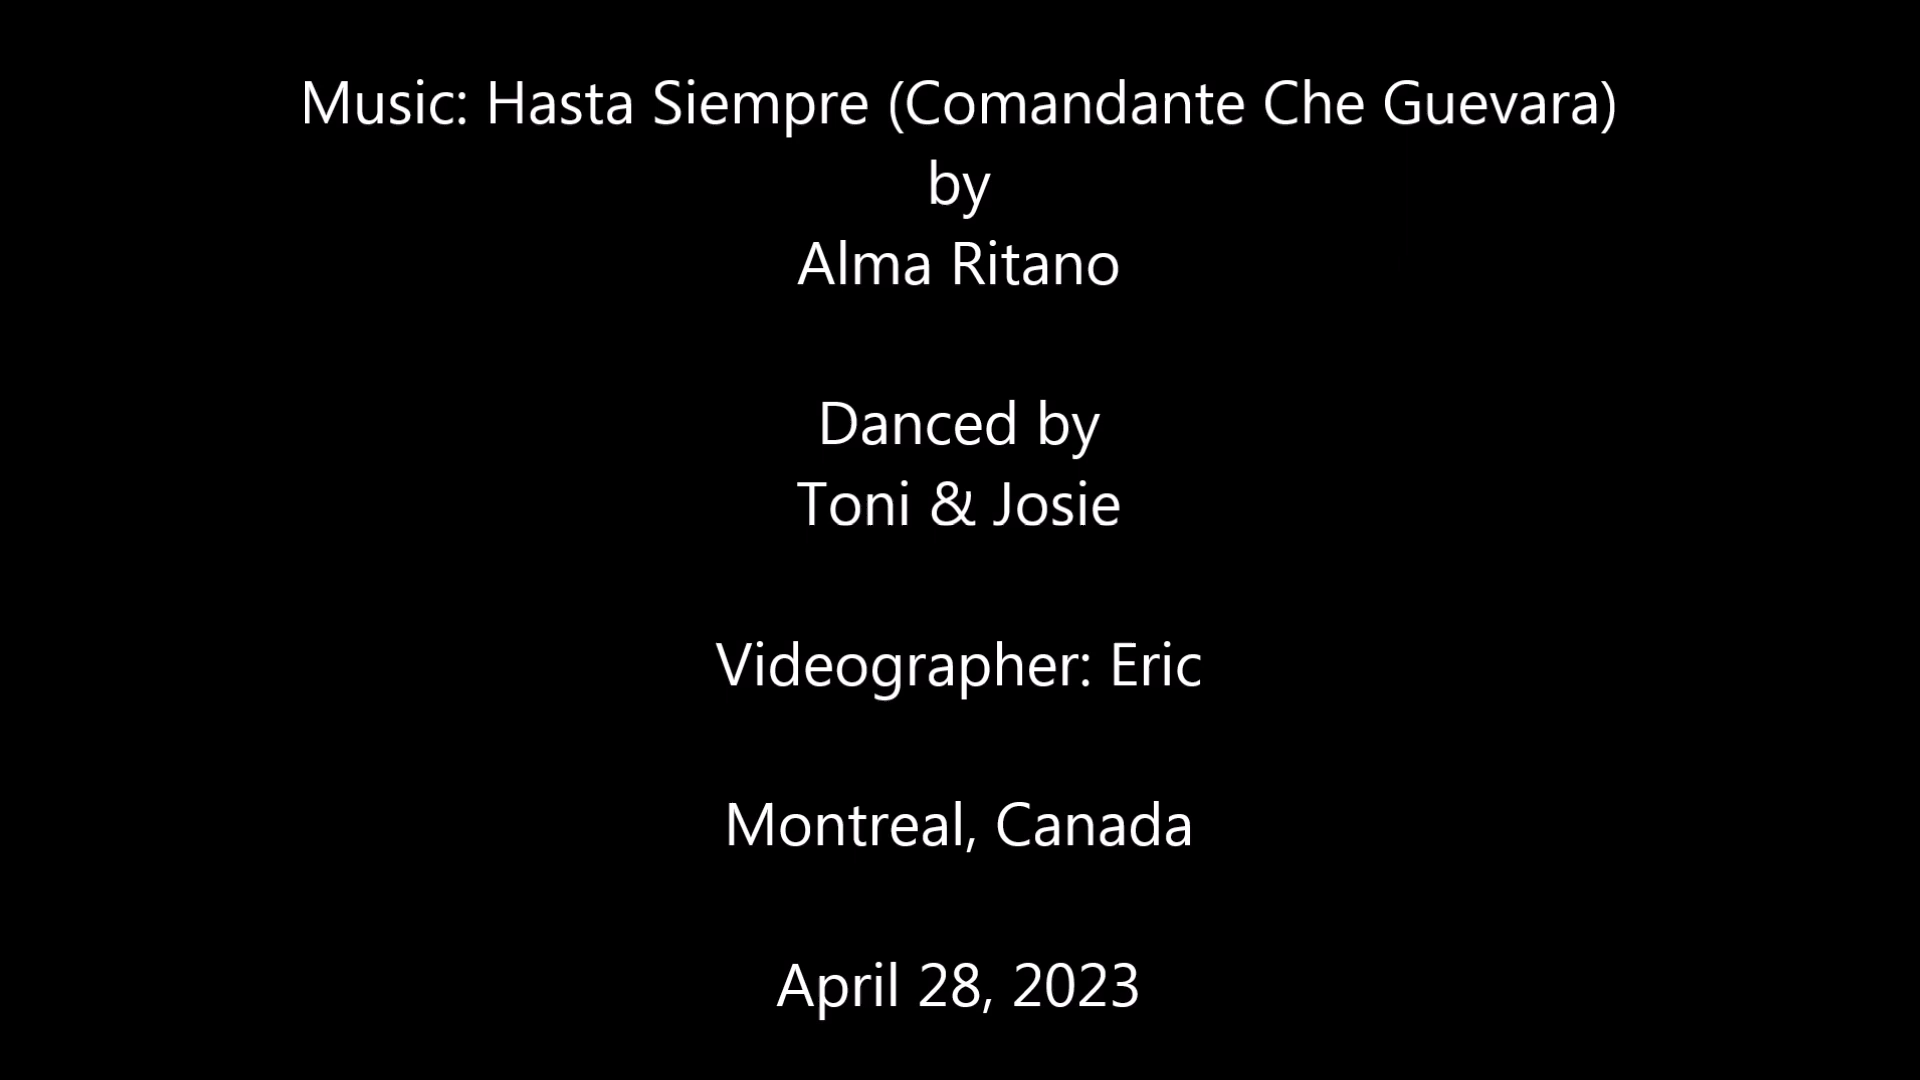 Music: Hasta Siempre (Comandante Che Guevara)
by
Alma Ritano
Danced by
Toni & Josie
Videographer: Eric
Montreal, Canada
April 28, 2023